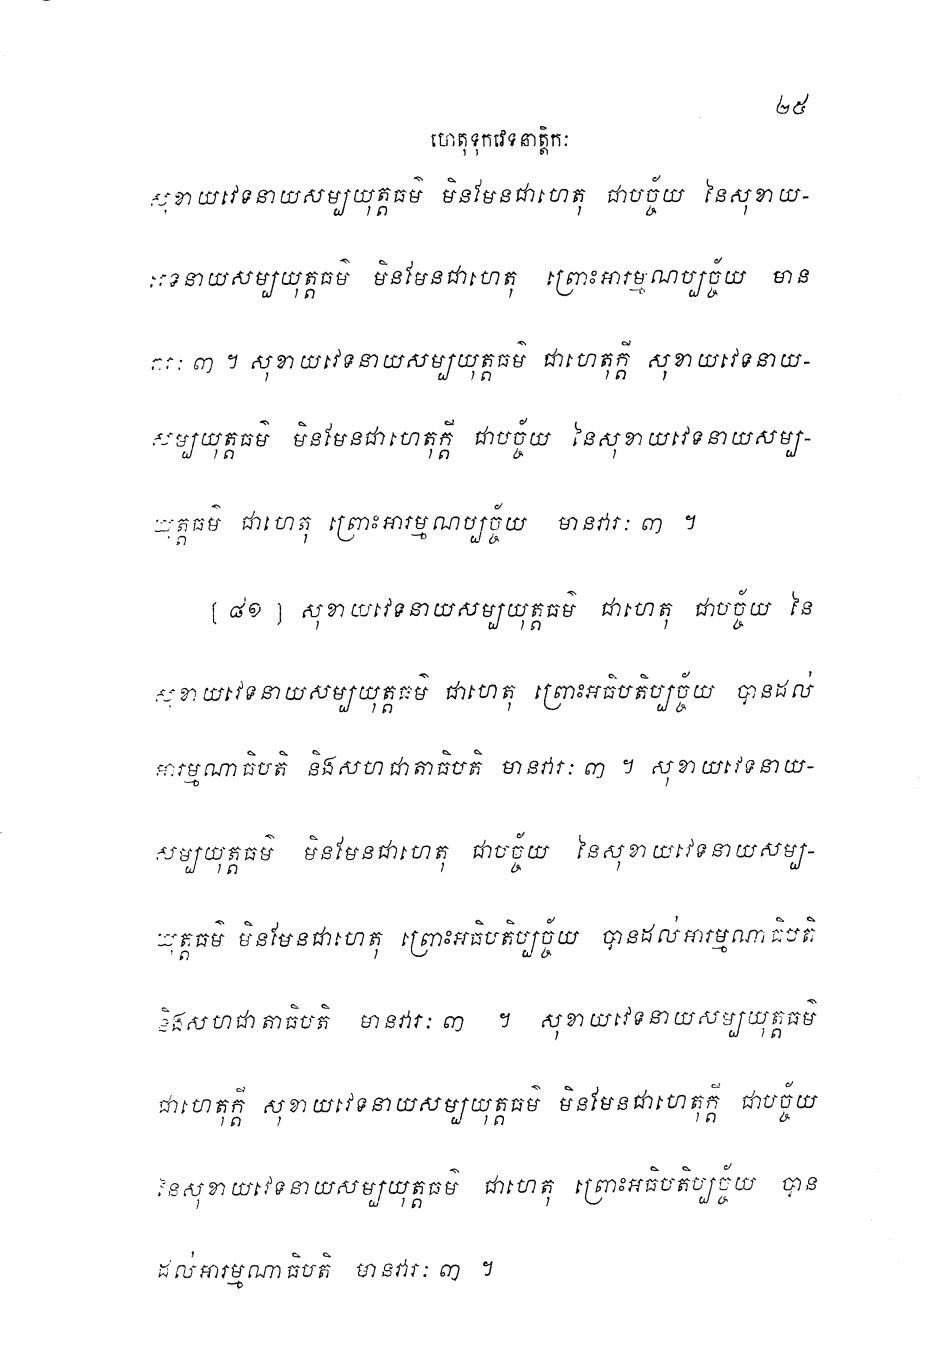 ២៥
ហេតុទុកវេទនាត្តិកៈ
សុខាយវេទនាយសម្បយុត្តធម៌ មិនមែនជាហេតុ ជាបច្ច័យ នៃសុខាយ-
វេទនាយសម្បយុត្តធម៌ មិនមែនជាហេតុ ព្រោះអារម្មណប្បច្ច័យ មាន
វារៈ ៣ ។ សុខាយវេទនាយសម្បយុត្តធម៌ ជាហេតុក្តី សុខាយវេទនាយ-
សម្បយុត្តធម៌ មិនមែនជាហេតុក្តី ជាបច្ច័យ នៃសុខាយវេទនាយសម្ប-
យុត្តធម៌ ជាហេតុ ព្រោះអារម្មណប្បច្ច័យ មានវារៈ ៣ ។
[ ៨១ ] សុខាយវេទនាយសម្បយុត្តធម៌ ជាហេតុ ជាបច្ច័យ នៃ
សុខាយវេទនាយសម្បយុត្តធម៌ ជាហេតុ ព្រោះអធិបតិប្បច្ច័យ បានដល់
អារម្មណាធិបតិ និងសហជាតាធិបតិ មានវារៈ ៣ ។ សុខាយវេទនាយ-
សម្បយុត្តធម៌ មិនមែនជាហេតុ ជាបច្ច័យ នៃសុខាយវេទនាយសម្ប-
យុត្តធម៌ មិនមែនជាហេតុ ព្រោះអធិបតិប្បច្ច័យ បានដល់អារម្មណាធិបតិ
និងសហជាតាធិបតិ មានវារៈ ៣ ។ សុខាយវេទនាយសម្បយុត្តធម៌
ជាហេតុក្តី សុខាយវេទនាយសម្បយុត្តធម៌ មិនមែនជាហេតុក្តី ជាបច្ច័យ
នៃសុខាយវេទនាយសម្បយុត្តធម៌ ជាហេតុ ព្រោះអធិបតិប្បច្ច័យ បាន
ដល់អារម្មណាធិបតិ មានវារៈ ៣ ។